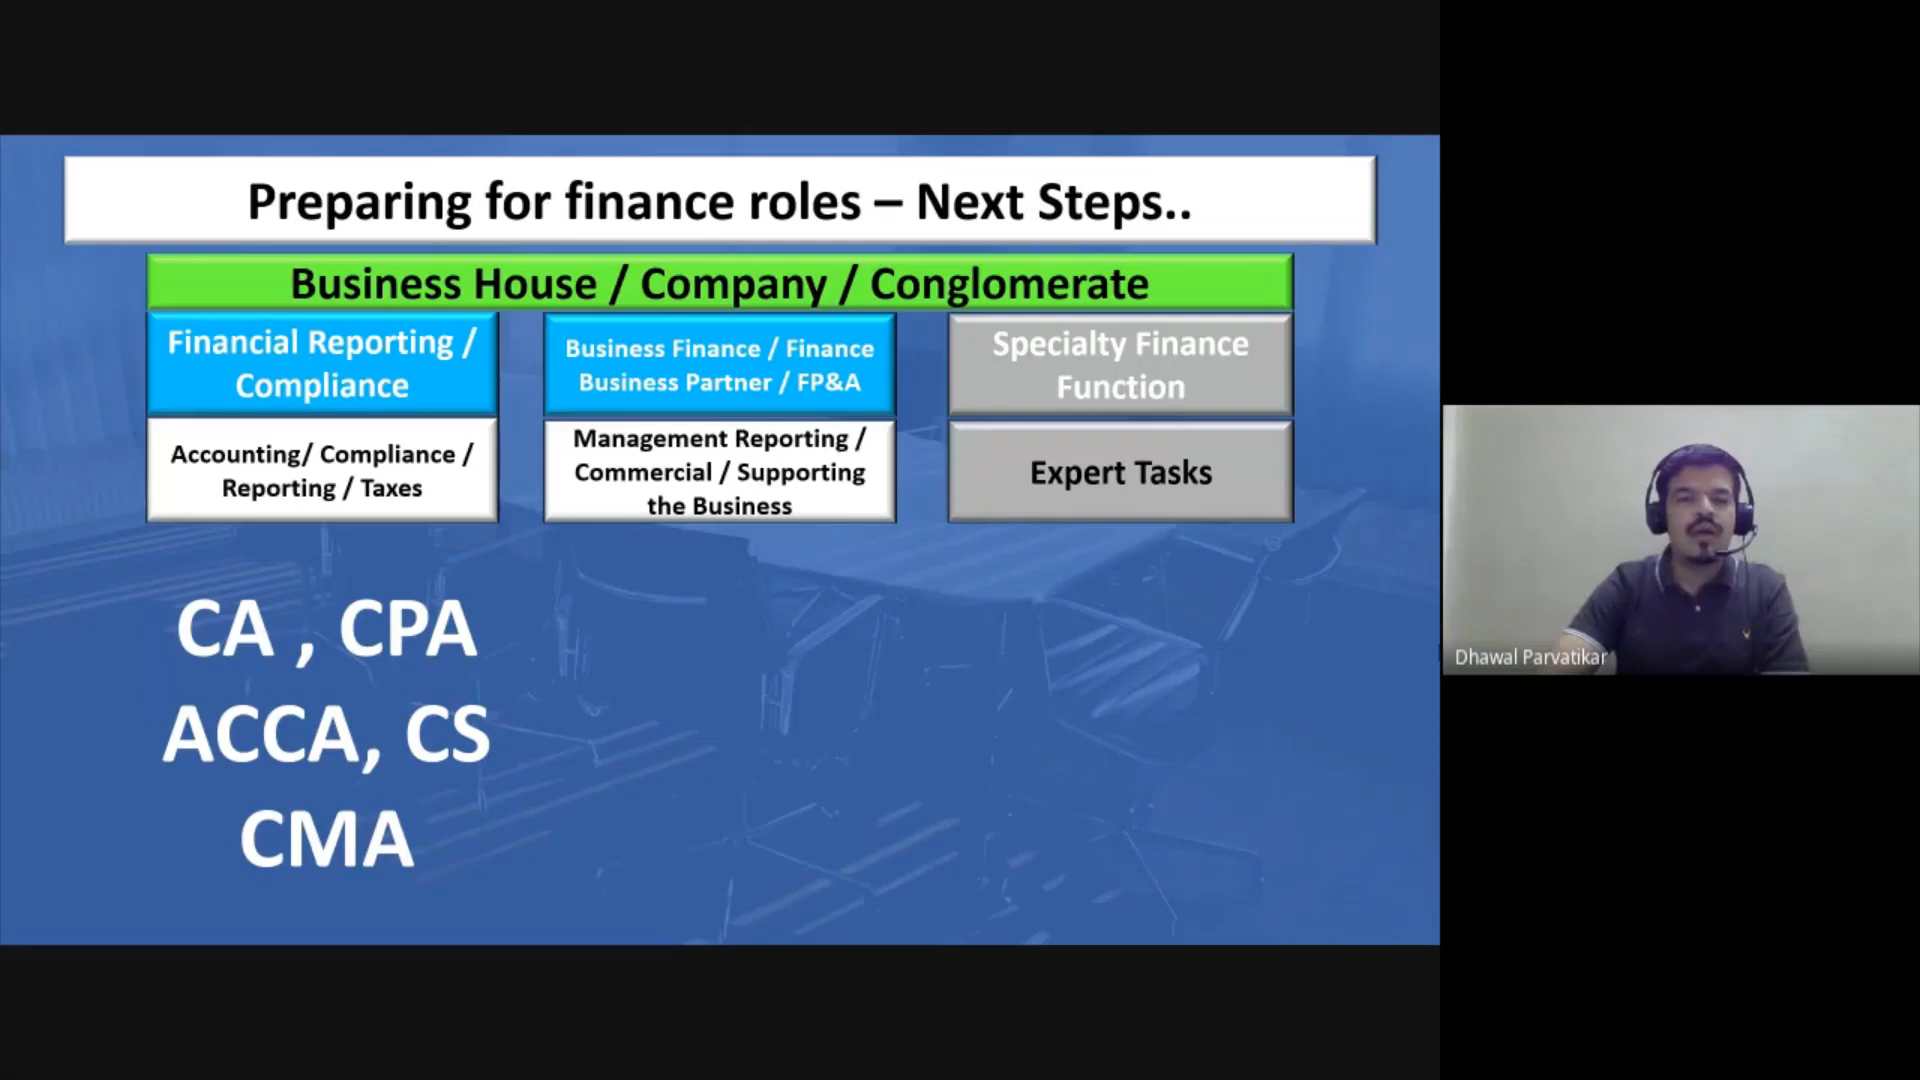 Preparing for finance roles – Next Steps..
Business House / Company / Conglomerate
Financial Reporting /
Compliance
Accounting/ Compliance /
Reporting / Taxes
Business Finance / Finance
Business Partner / FP&A
Management Reporting /
Commercial / Supporting
the Business
Specialty Finance
Function
Expert Tasks
CA , CPA
ACCA, CS
CMA
Dhawal Parvatikar